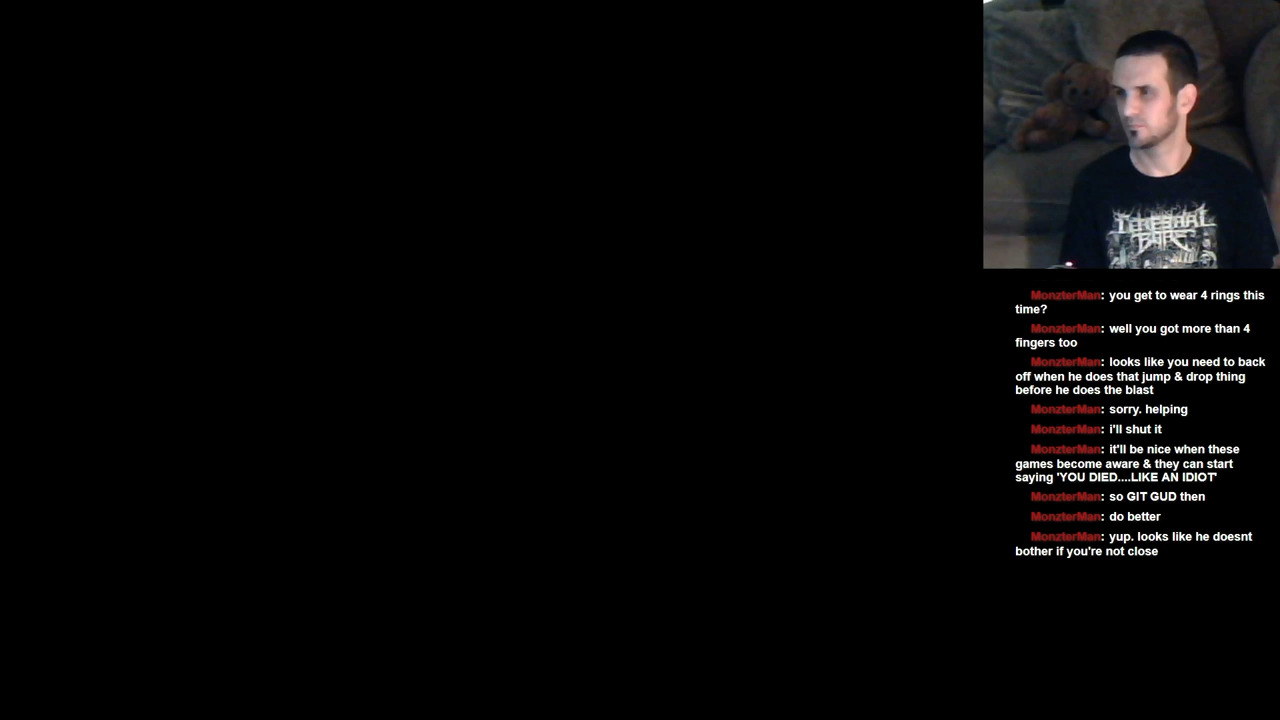 MonzterMan: you get to wear 4 rings this
time?
MonzterMan: well you got more than 4
fingers too
MonzterMan: looks like you need to back
off when he does that jump & drop thing
before he does the blast
MonzterMan: sorry. helping
MonzterMan: i'll shut it
MonzterMan: it'll be nice when these
games become aware & they can start
saying 'YOU DIED....LIKE AN IDIOT'
MonzterMan: so GIT GUD then
MonzterMan: do better
MonzterMan: yup. looks like he doesnt
bother if you're not close